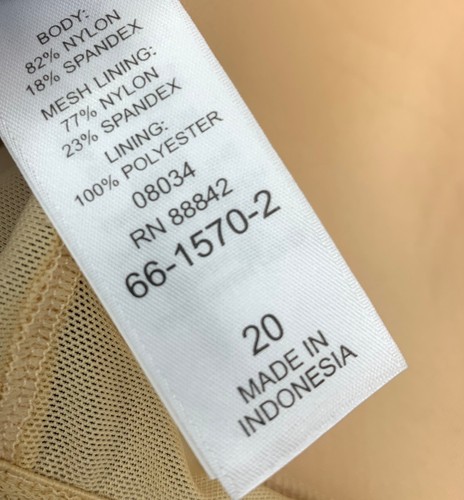 BODY:
82% NYLON
18% SPANDEX
MESH LINING:
77% NYLON
23% SPANDEX
LINING:
100% POLYESTER
08034
RN 88842
66-1570-2
20
MADE IN
INDONESIA